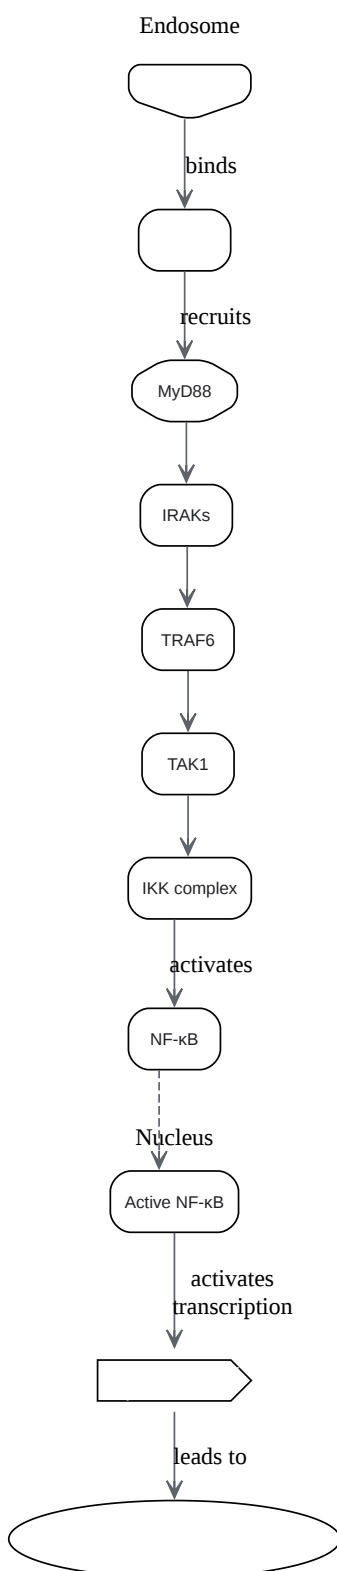 Endosome
binds
recruits
MyD88
IRAKs
TRAF6
TAK1
IKK complex
activates
NF-κB
Nucleus
Active NF-κB
activates
transcription
leads to